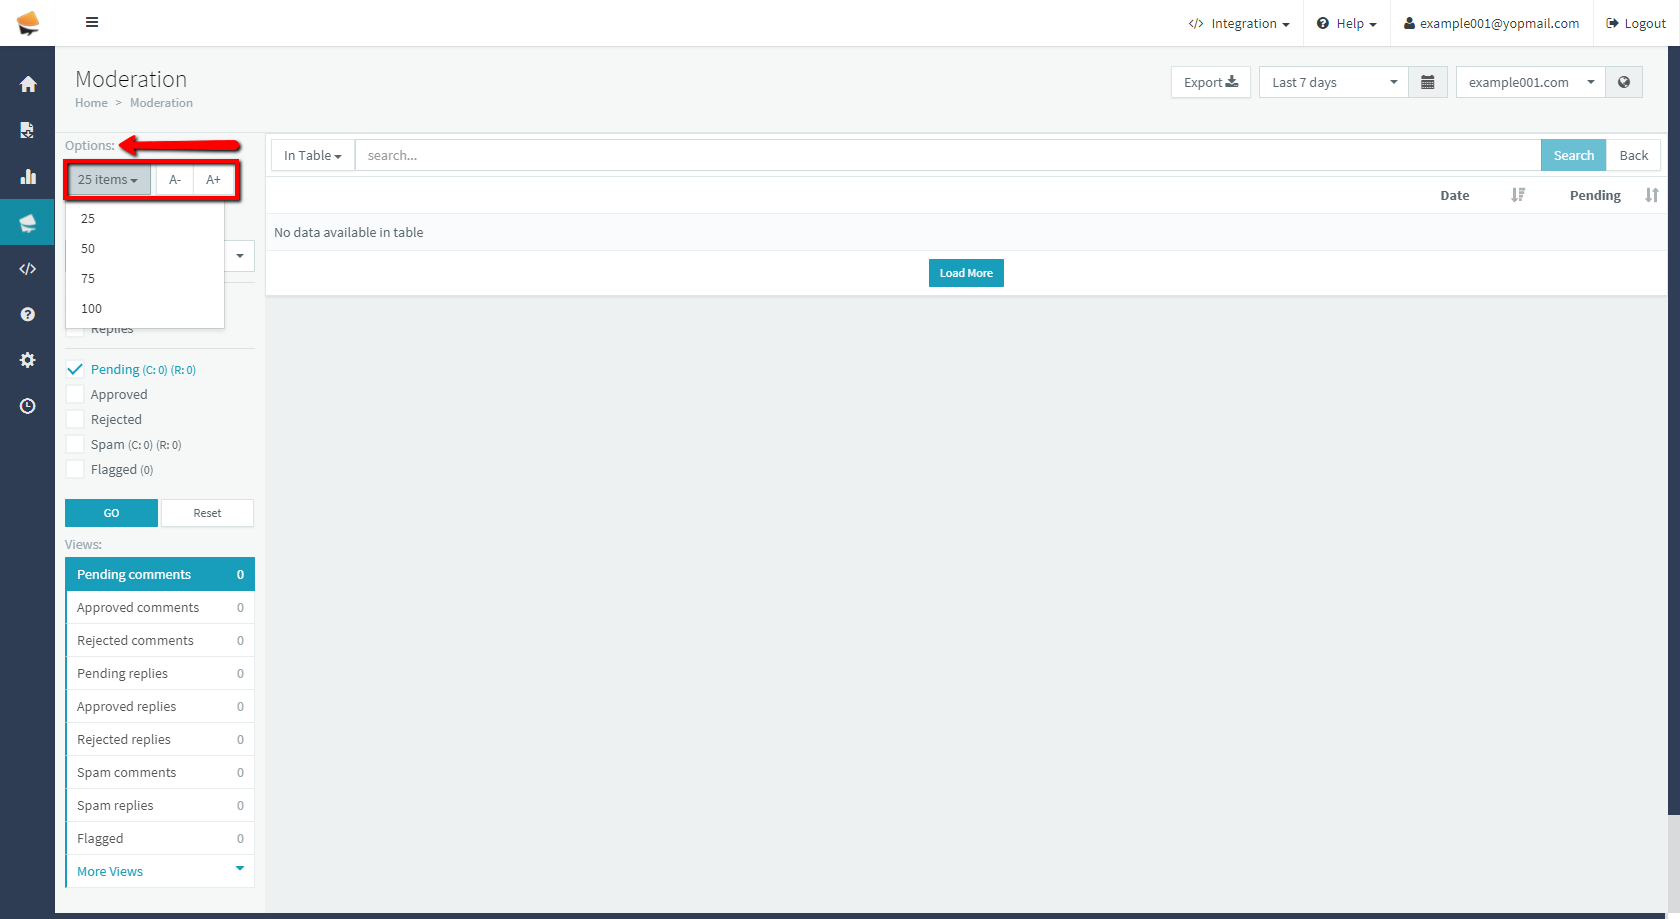 Integration
Help
example001@yopmail.com
Logout
Moderation
Home > Moderation
Export
Last 7 days
example001.com
Options:
25 items
A-
A+
25
50
75
100
Replies
Pending (C: 0) (R: 0)
Approved
Rejected
Spam (C: 0) (R: 0)
Flagged (0)
GO
Reset
Views:
Pending comments 0
Approved comments 0
Rejected comments 0
Pending replies 0
Approved replies 0
Rejected replies 0
Spam comments 0
Spam replies 0
Flagged 0
More Views
In Table
search...
Search
Back
Date
Pending
No data available in table
Load More